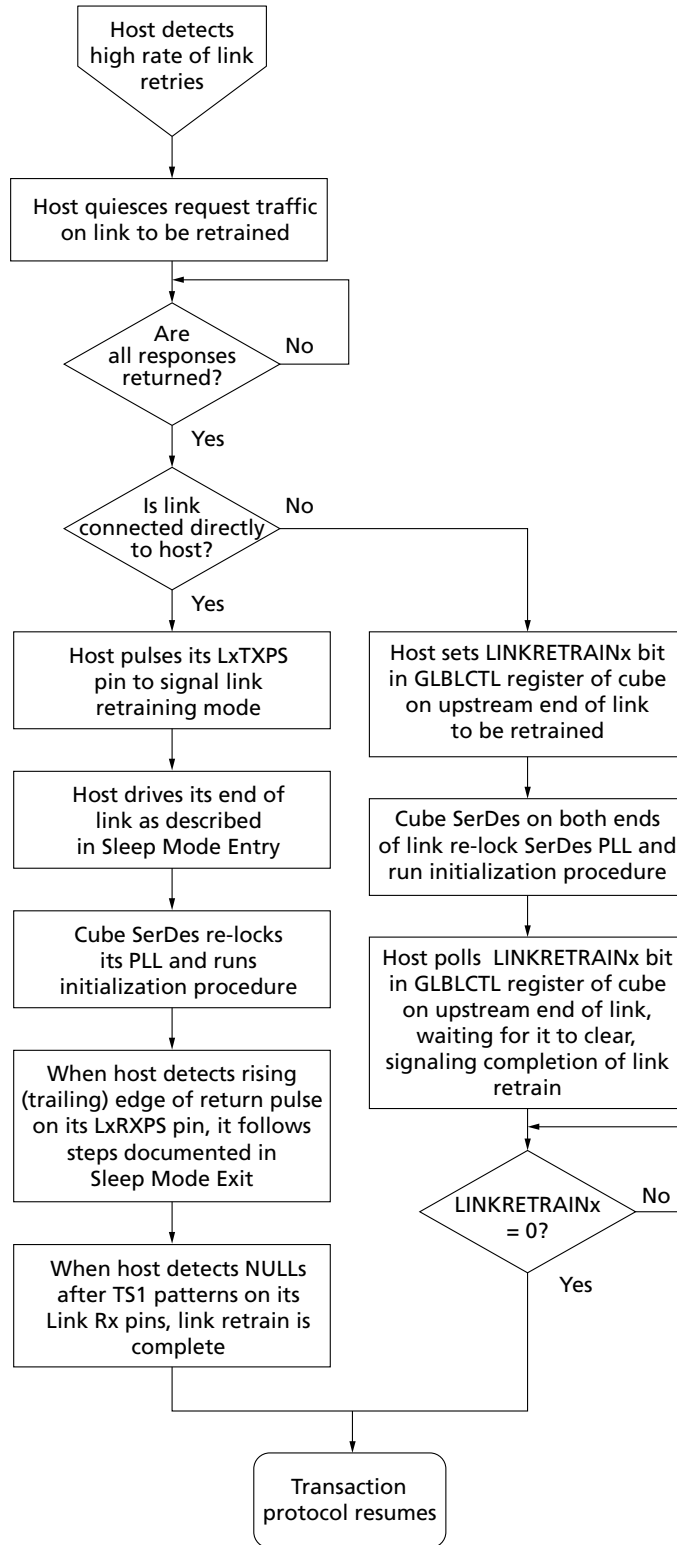 Host detects
high rate of link
retries
Host quiesces request traffic
on link to be retrained
Are
all responses
returned?
No
Yes
Is link
connected directly
to host?
No
Yes
Host pulses its LxTXPS
pin to signal link
retraining mode
Host drives its end of
link as described
in Sleep Mode Entry
Cube SerDes re-locks
its PLL and runs
initialization procedure
When host detects rising
(trailing) edge of return pulse
on its LxRXPS pin, it follows
steps documented in
Sleep Mode Exit
When host detects NULLs
after TS1 patterns on its
Link Rx pins, link retrain is
complete
Host sets LINKRETRAINx bit
in GLBLCTL register of cube
on upstream end of link
to be retrained
Cube SerDes on both ends
of link re-lock SerDes PLL and
run initialization procedure
Host polls LINKRETRAINx bit
in GLBLCTL register of cube
on upstream end of link,
waiting for it to clear,
signaling completion of link
retrain
LINKRETRAINx
= 0?
No
Yes
Transaction
protocol resumes